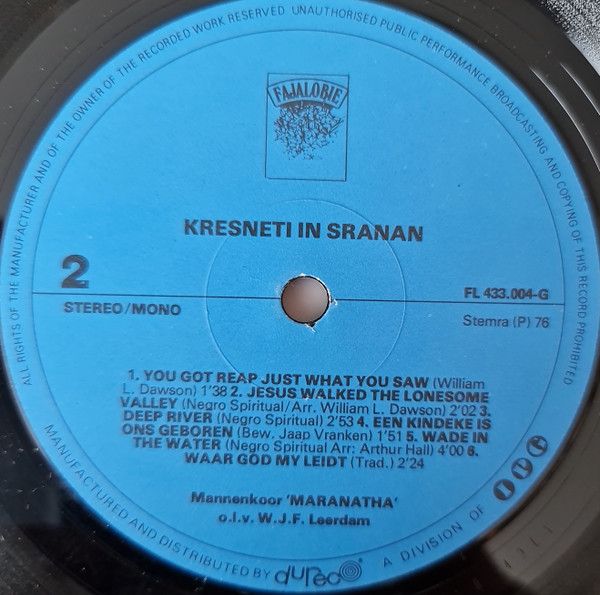 ALL RIGHTS OF THE MANUFACTURER AND OF THE OWNER OF THE RECORDED WORK RESERVED. UNAUTHORISED PUBLIC PERFORMANCE BROADCASTING AND COPYING OF THIS RECORD PROHIBITED
FAJALOBIE
KRESNETI IN SRANAN
2
STEREO/MONO
FL 433.004-G
Stemra (P) 76
1. YOU GOT REAP JUST WHAT YOU SAW (William
L. Dawson) 1'38 2. JESUS WALKED THE LONESOME
VALLEY (Negro Spiritual/Arr. William L. Dawson) 2'02 3.
DEEP RIVER (Negro Spiritual) 2'53 4. EEN KINDEKE IS
ONS GEBOREN (Bew. Jaap Vranken) 1'51 5. WADE IN
THE WATER (Negro Spiritual Arr: Arthur Hall) 4'00 6.
WAAR GOD MY LEIDT (Trad.) 2'24
Mannenkoor 'MARANATHA'
o.l.v. W.J.F. Leerdam
MANUFACTURED AND DISTRIBUTED BY dureco A DIVISION OF